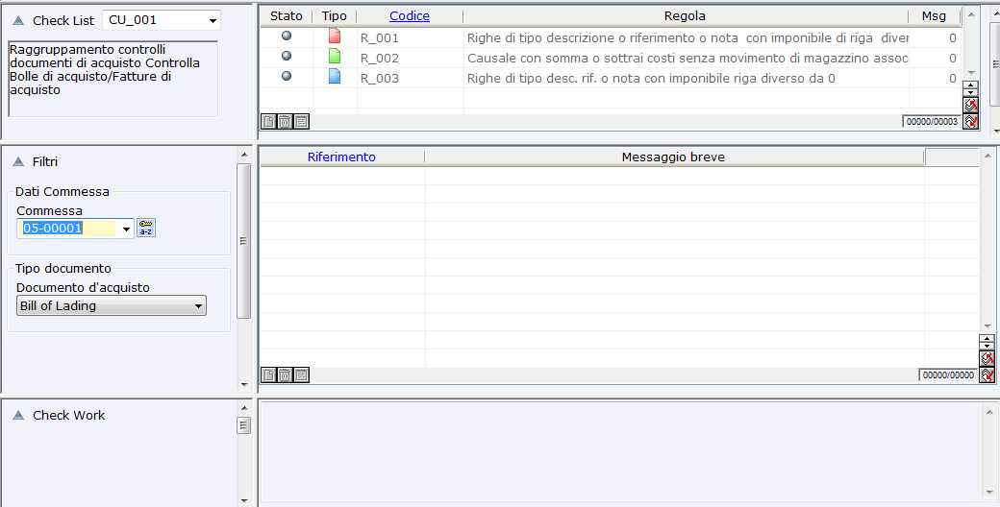 Check List CU_001
Raggruppamento controlli
documenti di acquisto Controlla
Bolle di acquisto/Fatture di
acquisto
Stato Tipo Codice Regola Msg
R_001 Righe di tipo descrizione o riferimento o nota con imponibile di riga diver 0
R_002 Causale con somma o sottrai costi senza movimento di magazzino assoc 0
R_003 Righe di tipo desc. rif. o nota con imponibile riga diverso da 0 0
00000/00003
Filtri
Dati Commessa
Commessa
05-00001
a-z
Tipo documento
Documento d'acquisto
Bill of Lading
Riferimento Messaggio breve
00000/00000
Check Work